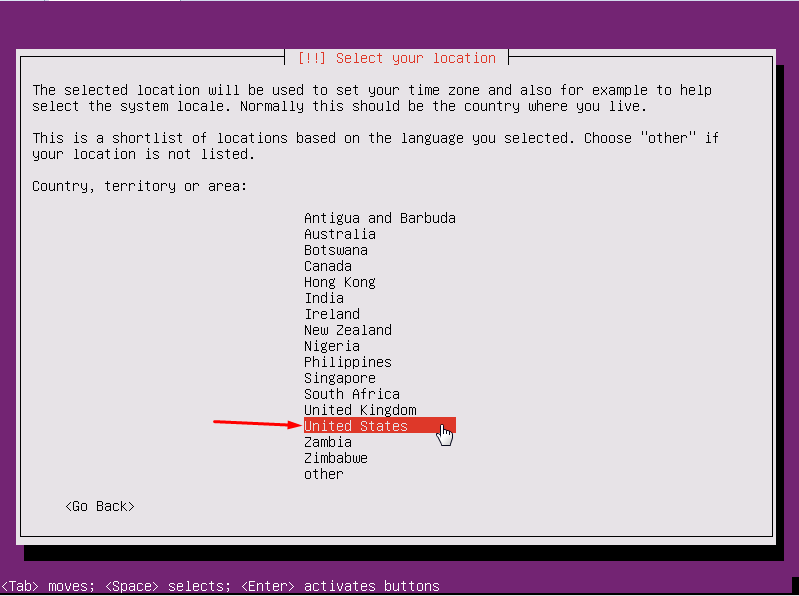 [!!] Select your location
The selected location will be used to set your time zone and also for example to help
select the system locale. Normally this should be the country where you live.
This is a shortlist of locations based on the language you selected. Choose "other" if
your location is not listed.
Country, territory or area:
Antigua and Barbuda
Australia
Botswana
Canada
Hong Kong
India
Ireland
New Zealand
Nigeria
Philippines
Singapore
South Africa
United Kingdom
United States
Zambia
Zimbabwe
other
<Go Back>
<Tab> moves; <Space> selects; <Enter> activates buttons